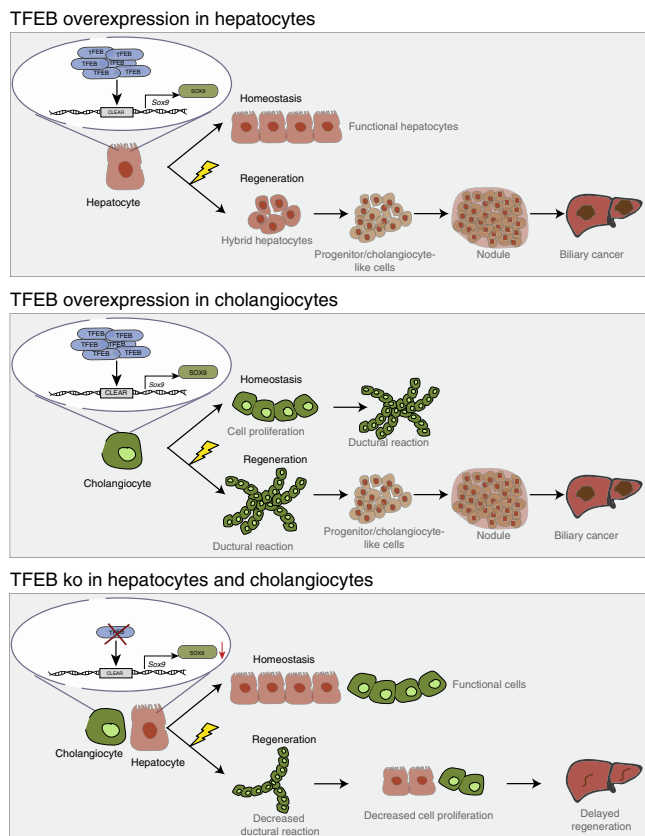 TFEB overexpression in hepatocytes
TFEB
TFEB
TFEB
TFEB
TFEB
TFEB
SOX9
Sox9
CLEAR
Homeostasis
Functional hepatocytes
Hepatocyte
Regeneration
Hybrid hepatocytes
Progenitor/cholangiocyte-
like cells
Nodule
Biliary cancer
TFEB overexpression in cholangiocytes
TFEB
TFEB
TFEB
TFEB
TFEB
TFEB
SOX9
Sox9
CLEAR
Homeostasis
Cell proliferation
Ductural reaction
Cholangiocyte
Regeneration
Ductural reaction
Progenitor/cholangiocyte-
like cells
Nodule
Biliary cancer
TFEB ko in hepatocytes and cholangiocytes
TFEB
SOX9
Sox9
CLEAR
Homeostasis
Functional cells
Cholangiocyte
Hepatocyte
Regeneration
Decreased
ductural reaction
Decreased cell proliferation
Delayed
regeneration